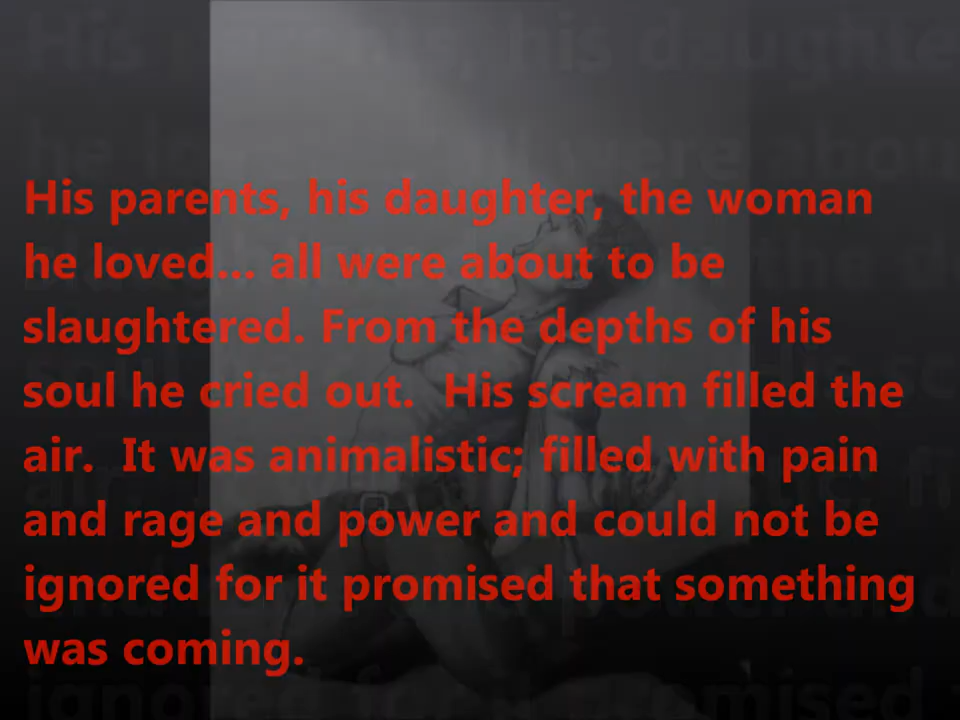 His parents, his daughter, the woman
he loved... all were about to be
slaughtered. From the depths of his
soul he cried out.  His scream filled the
air.  It was animalistic; filled with pain
and rage and power and could not be
ignored for it promised that something
was coming.